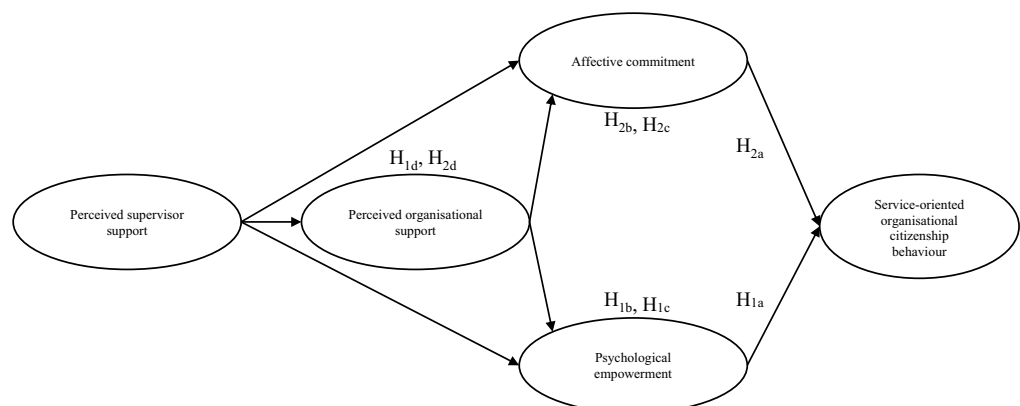 Affective commitment
H2b, H2c
H2a
H1d, H2d
Perceived supervisor
support
Perceived organisational
support
Service-oriented
organisational
citizenship
behaviour
H1b, H1c
H1a
Psychological
empowerment